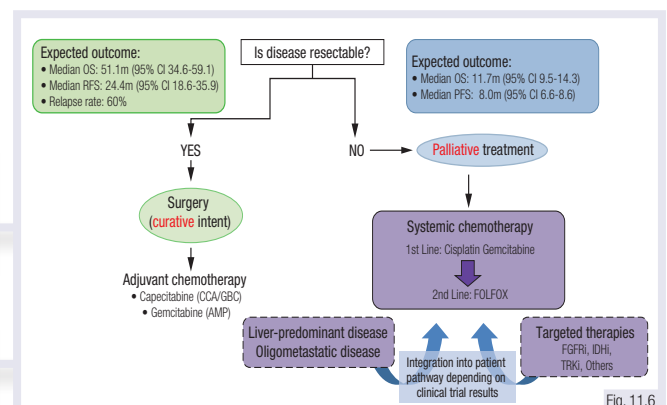 Expected outcome:
• Median OS: 51.1m (95% CI 34.6-59.1)
• Median RFS: 24.4m (95% CI 18.6-35.9)
• Relapse rate: 60%
Is disease resectable?
Expected outcome:
• Median OS: 11.7m (95% CI 9.5-14.3)
• Median PFS: 8.0m (95% CI 6.6-8.6)
YES
NO
Palliative treatment
Surgery
(curative intent)
Adjuvant chemotherapy
• Capecitabine (CCA/GBC)
• Gemcitabine (AMP)
Systemic chemotherapy
1st Line: Cisplatin Gemcitabine
2nd Line: FOLFOX
Liver-predominant disease
Oligometastatic disease
Targeted therapies
FGFRi, IDHi,
TRKi, Others
Integration into patient
pathway depending on
clinical trial results
Fig. 11.6